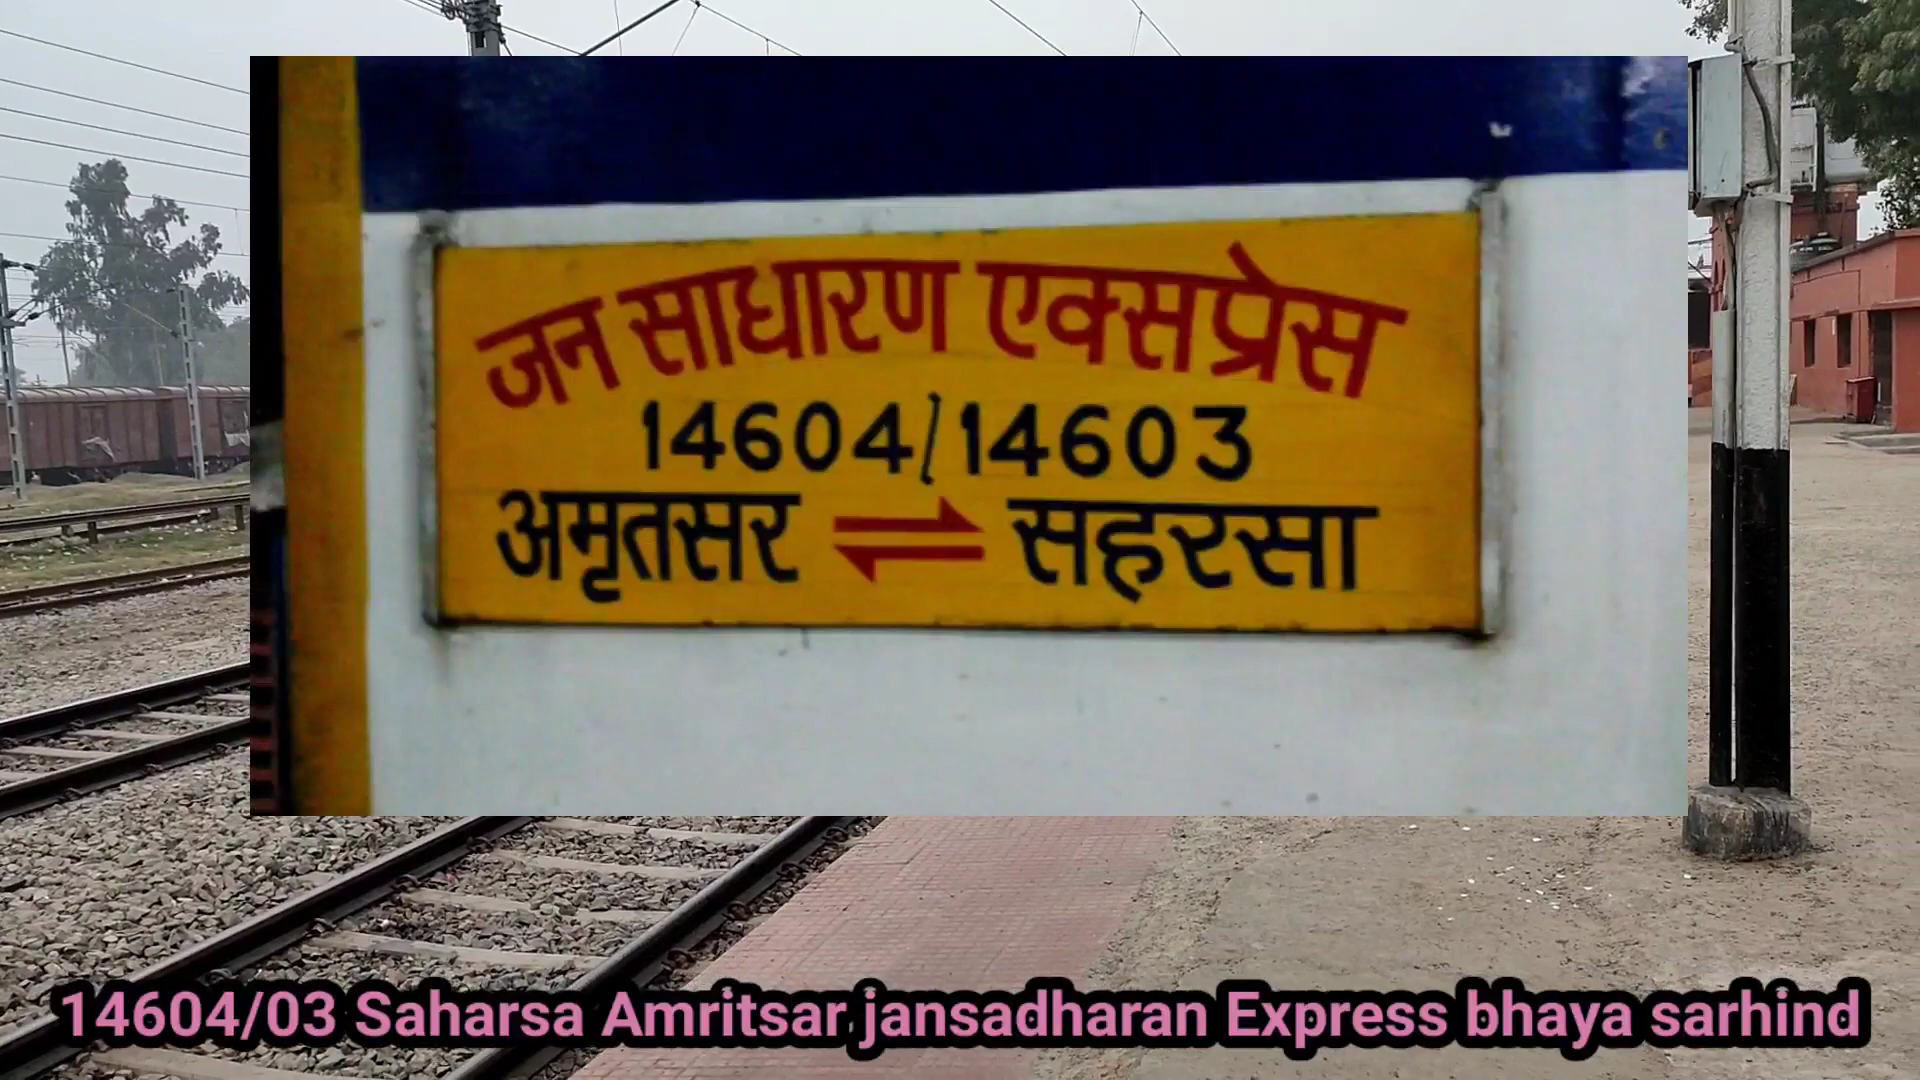 जन साधारण एक्सप्रेस
14604/14603
अमृतसर ⇌ सहरसा
14604/03 Saharsa Amritsar jansadharan Express bhaya sarhind